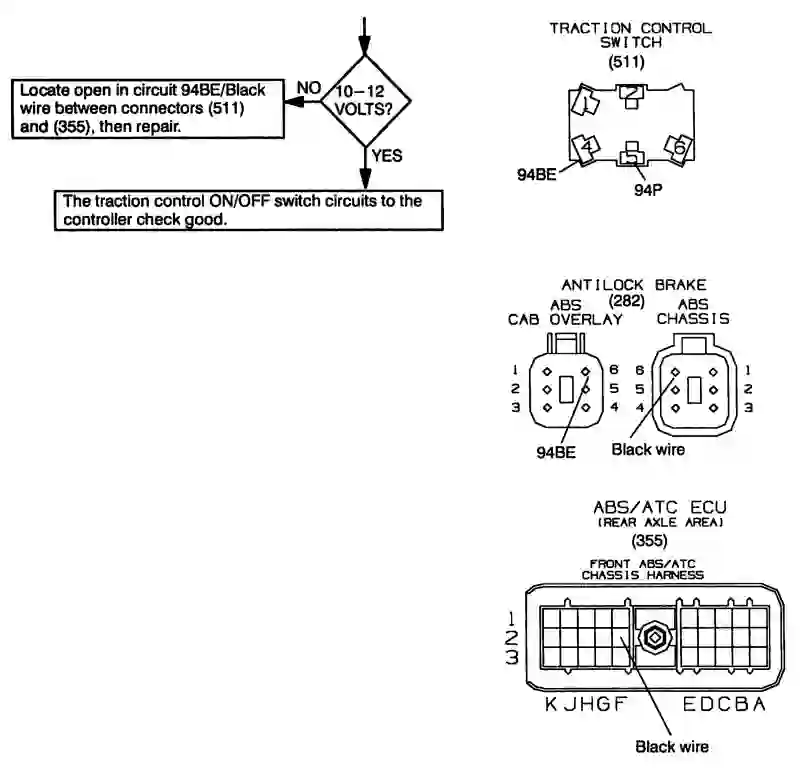 NO
10–12
VOLTS?
YES
Locate open in circuit 94BE/Black
wire between connectors (511)
and (355), then repair.
The traction control ON/OFF switch circuits to the
controller check good.
TRACTION CONTROL
SWITCH
(511)
1 2
4 5 6
94BE
94P
ANTILOCK BRAKE
(282)
ABS
CAB OVERLAY
ABS
CHASSIS
1 6 6 1
2 5 5 2
3 4 4 3
94BE
Black wire
ABS/ATC ECU
(REAR AXLE AREA)
(355)
FRONT ABS/ATC
CHASSIS HARNESS
1
2
3
KJHGF EDCBA
Black wire